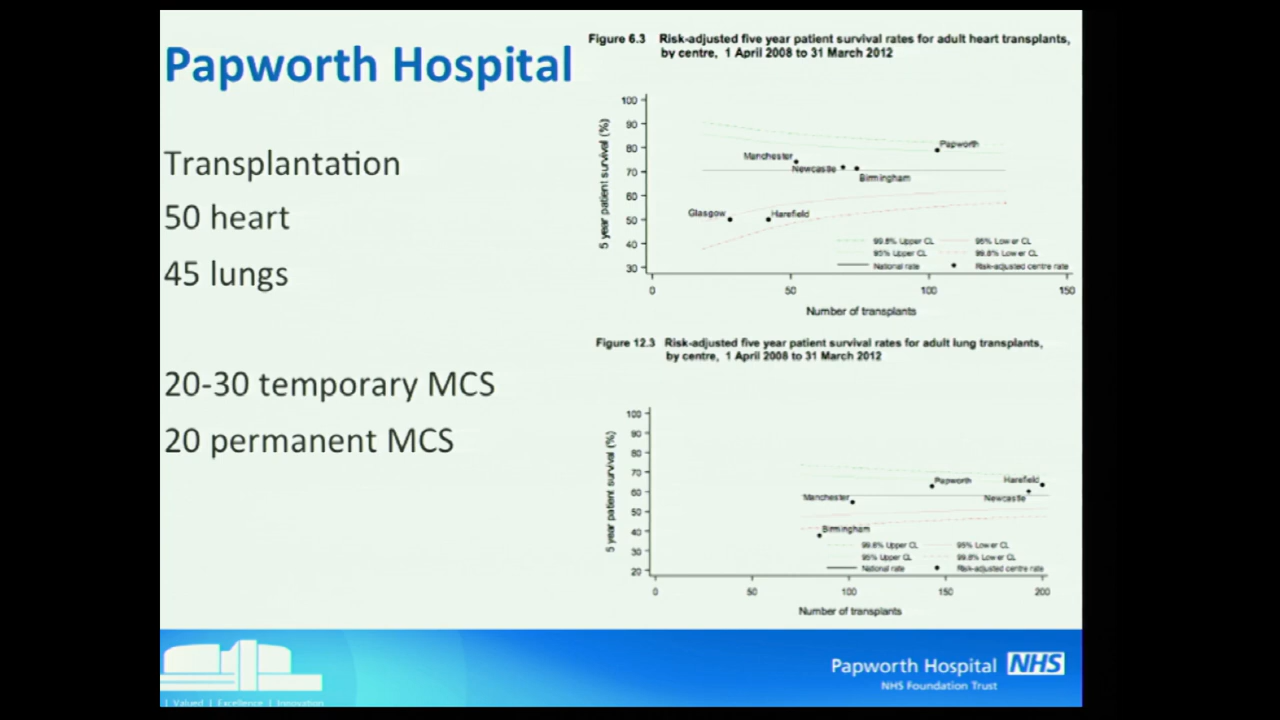 Papworth Hospital
Transplantation
50 heart
45 lungs
20-30 temporary MCS
20 permanent MCS
Figure 6.3 Risk-adjusted five year patient survival rates for adult heart transplants,
by centre, 1 April 2008 to 31 March 2012
5 year patient survival (%)
100
90
80
70
60
50
40
30
Papworth
Manchester
Newcastle
Birmingham
Glasgow
Harefield
99.8% Upper CL
95% Lower CL
95% Upper CL
99.8% Lower CL
National rate
Risk-adjusted centre rate
0
50
100
150
Number of transplants
Figure 12.3 Risk-adjusted five year patient survival rates for adult lung transplants,
by centre, 1 April 2008 to 31 March 2012
5 year patient survival (%)
100
90
80
70
60
50
40
30
20
Papworth
Harefield
Manchester
Newcastle
Birmingham
99.8% Upper CL
95% Lower CL
95% Upper CL
99.8% Lower CL
National rate
Risk-adjusted centre rate
0
50
100
150
200
Number of transplants
Papworth Hospital NHS
NHS Foundation Trust
| Valued | Excellence | Innovation